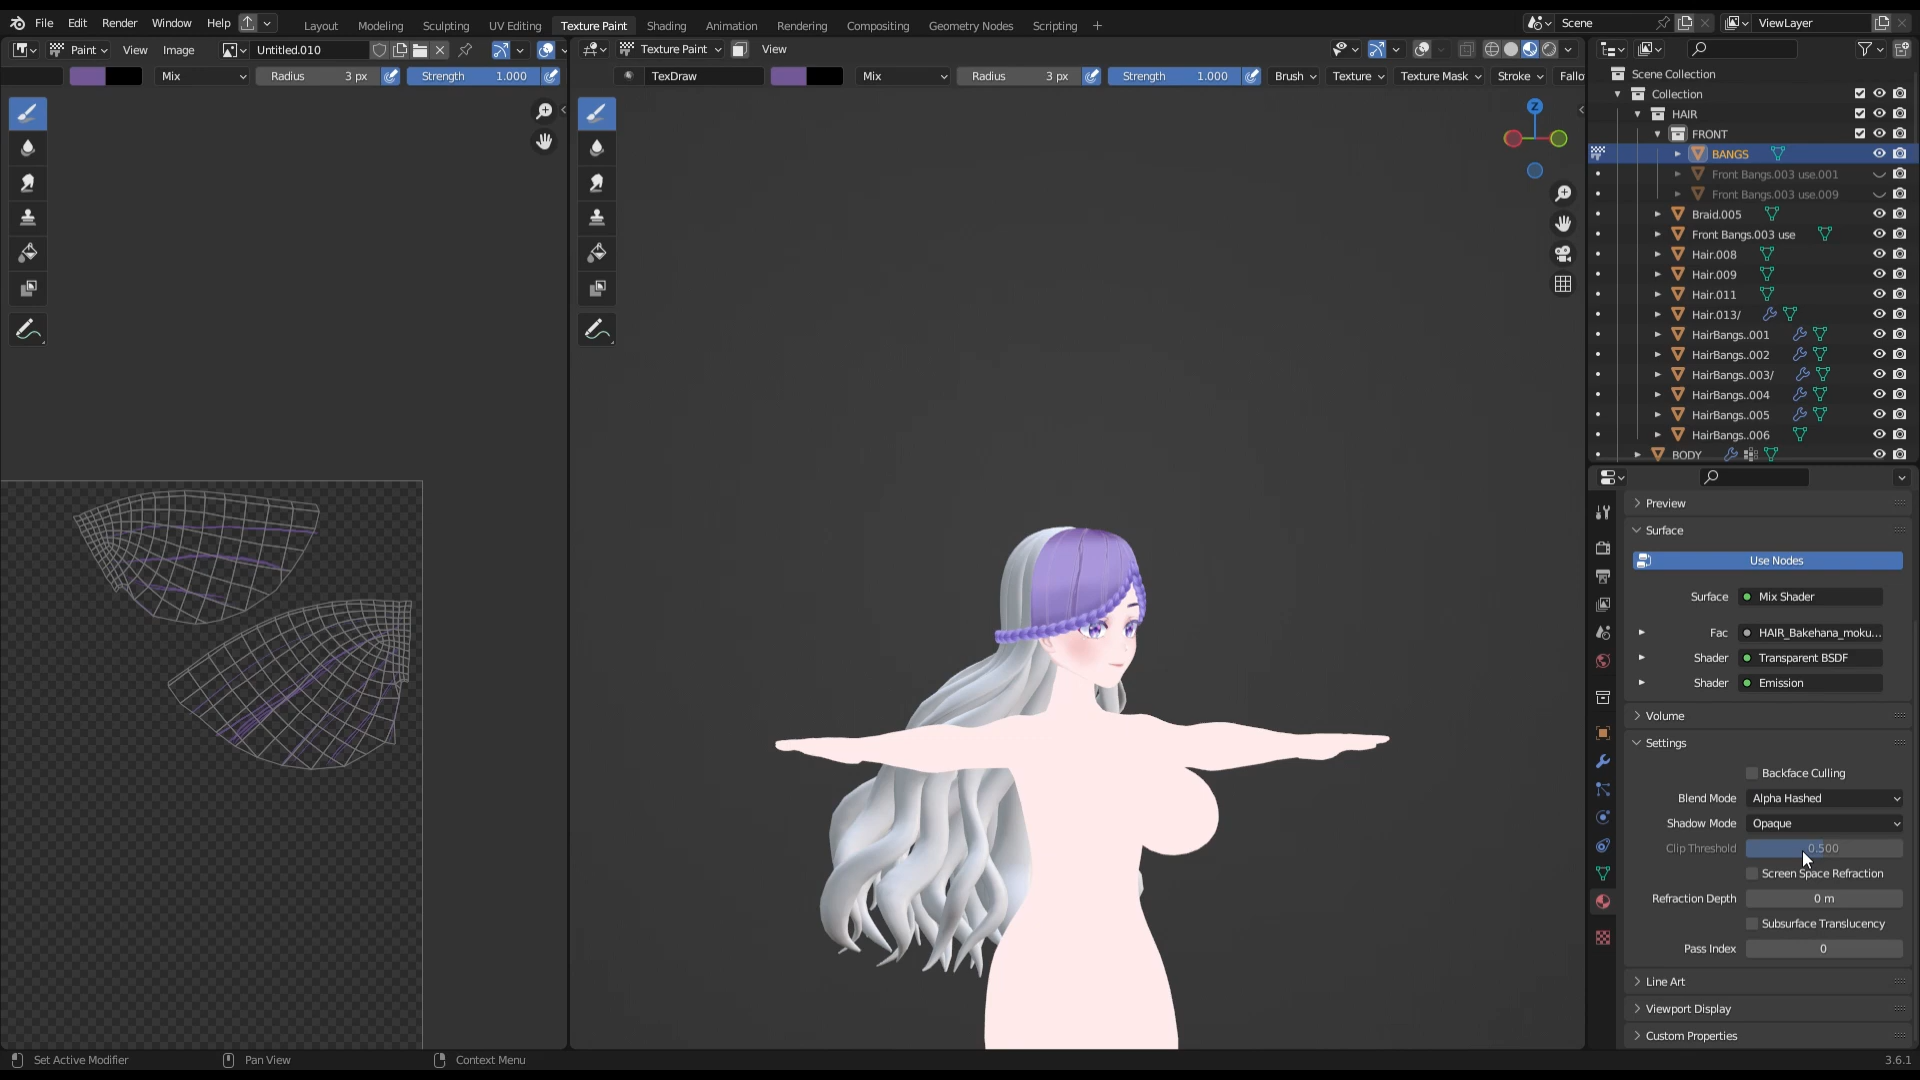 File Edit Render Window Help
Layout Modeling Sculpting UV Editing Texture Paint Shading Animation Rendering Compositing Geometry Nodes Scripting +
Scene
ViewLayer
Paint View Image Untitled.010
Texture Paint View
Mix Radius 3 px Strength 1.000
TexDraw Mix Radius 3 px Strength 1.000 Brush Texture Texture Mask Stroke Fallo
Z
Scene Collection
Collection
HAIR
FRONT
BANGS
Front Bangs.003 use.001
Front Bangs.003 use.009
Braid.005
Front Bangs.003 use
Hair.008
Hair.009
Hair.011
Hair.013/
HairBangs..001
HairBangs..002
HairBangs..003/
HairBangs..004
HairBangs..005
HairBangs..006
BODY
Preview
Surface
Use Nodes
Surface Mix Shader
Fac HAIR_Bakehana_moku...
Shader Transparent BSDF
Shader Emission
Volume
Settings
Backface Culling
Blend Mode Alpha Hashed
Shadow Mode Opaque
Clip Threshold 0.500
Screen Space Refraction
Refraction Depth 0 m
Subsurface Translucency
Pass Index 0
Line Art
Viewport Display
Custom Properties
Set Active Modifier Pan View Context Menu 3.6.1